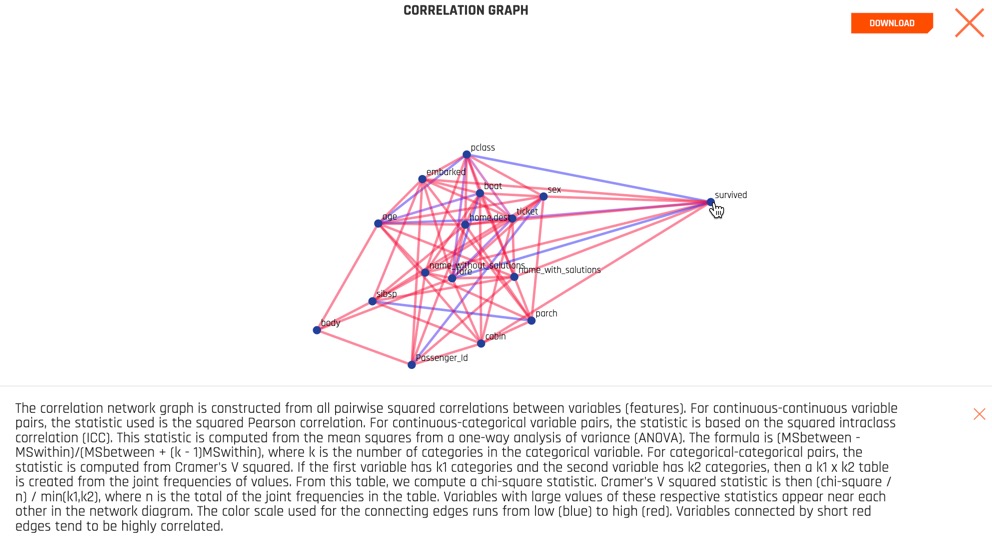 CORRELATION GRAPH
DOWNLOAD
pclass
embarked
boat
sex
survived
age
home.dest
ticket
name_without_solutions
fare
name_with_solutions
sibsp
parch
body
cabin
Passenger_Id
The correlation network graph is constructed from all pairwise squared correlations between variables (features). For continuous-continuous variable
pairs, the statistic used is the squared Pearson correlation. For continuous-categorical variable pairs, the statistic is based on the squared intraclass
correlation (ICC). This statistic is computed from the mean squares from a one-way analysis of variance (ANOVA). The formula is (MSbetween -
MSwithin)/(MSbetween + (k - 1)MSwithin), where k is the number of categories in the categorical variable. For categorical-categorical pairs, the
statistic is computed from Cramer's V squared. If the first variable has k1 categories and the second variable has k2 categories, then a k1 x k2 table
is created from the joint frequencies of values. From this table, we compute a chi-square statistic. Cramer's V squared statistic is then (chi-square /
n) / min(k1,k2), where n is the total of the joint frequencies in the table. Variables with large values of these respective statistics appear near each
other in the network diagram. The color scale used for the connecting edges runs from low (blue) to high (red). Variables connected by short red
edges tend to be highly correlated.